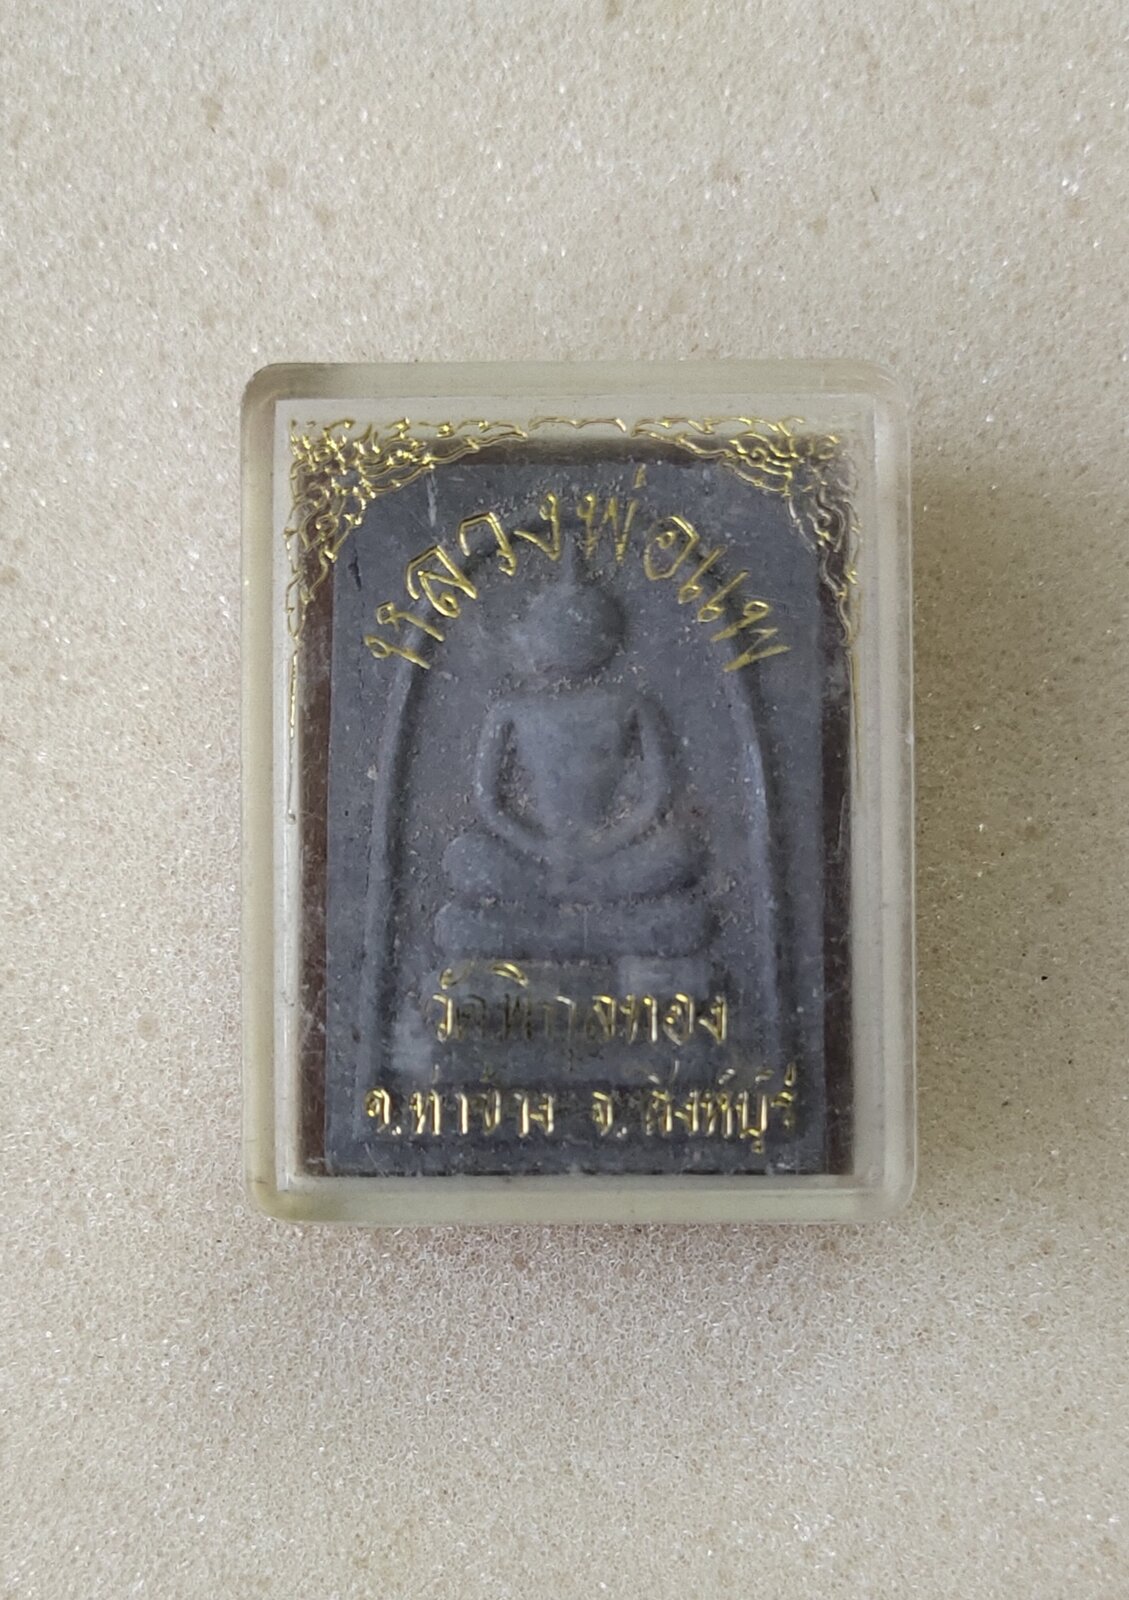 หลวงพ่อแพ
วัดพิกุลทอง
อ.ท่าช้าง จ.สิงห์บุรี